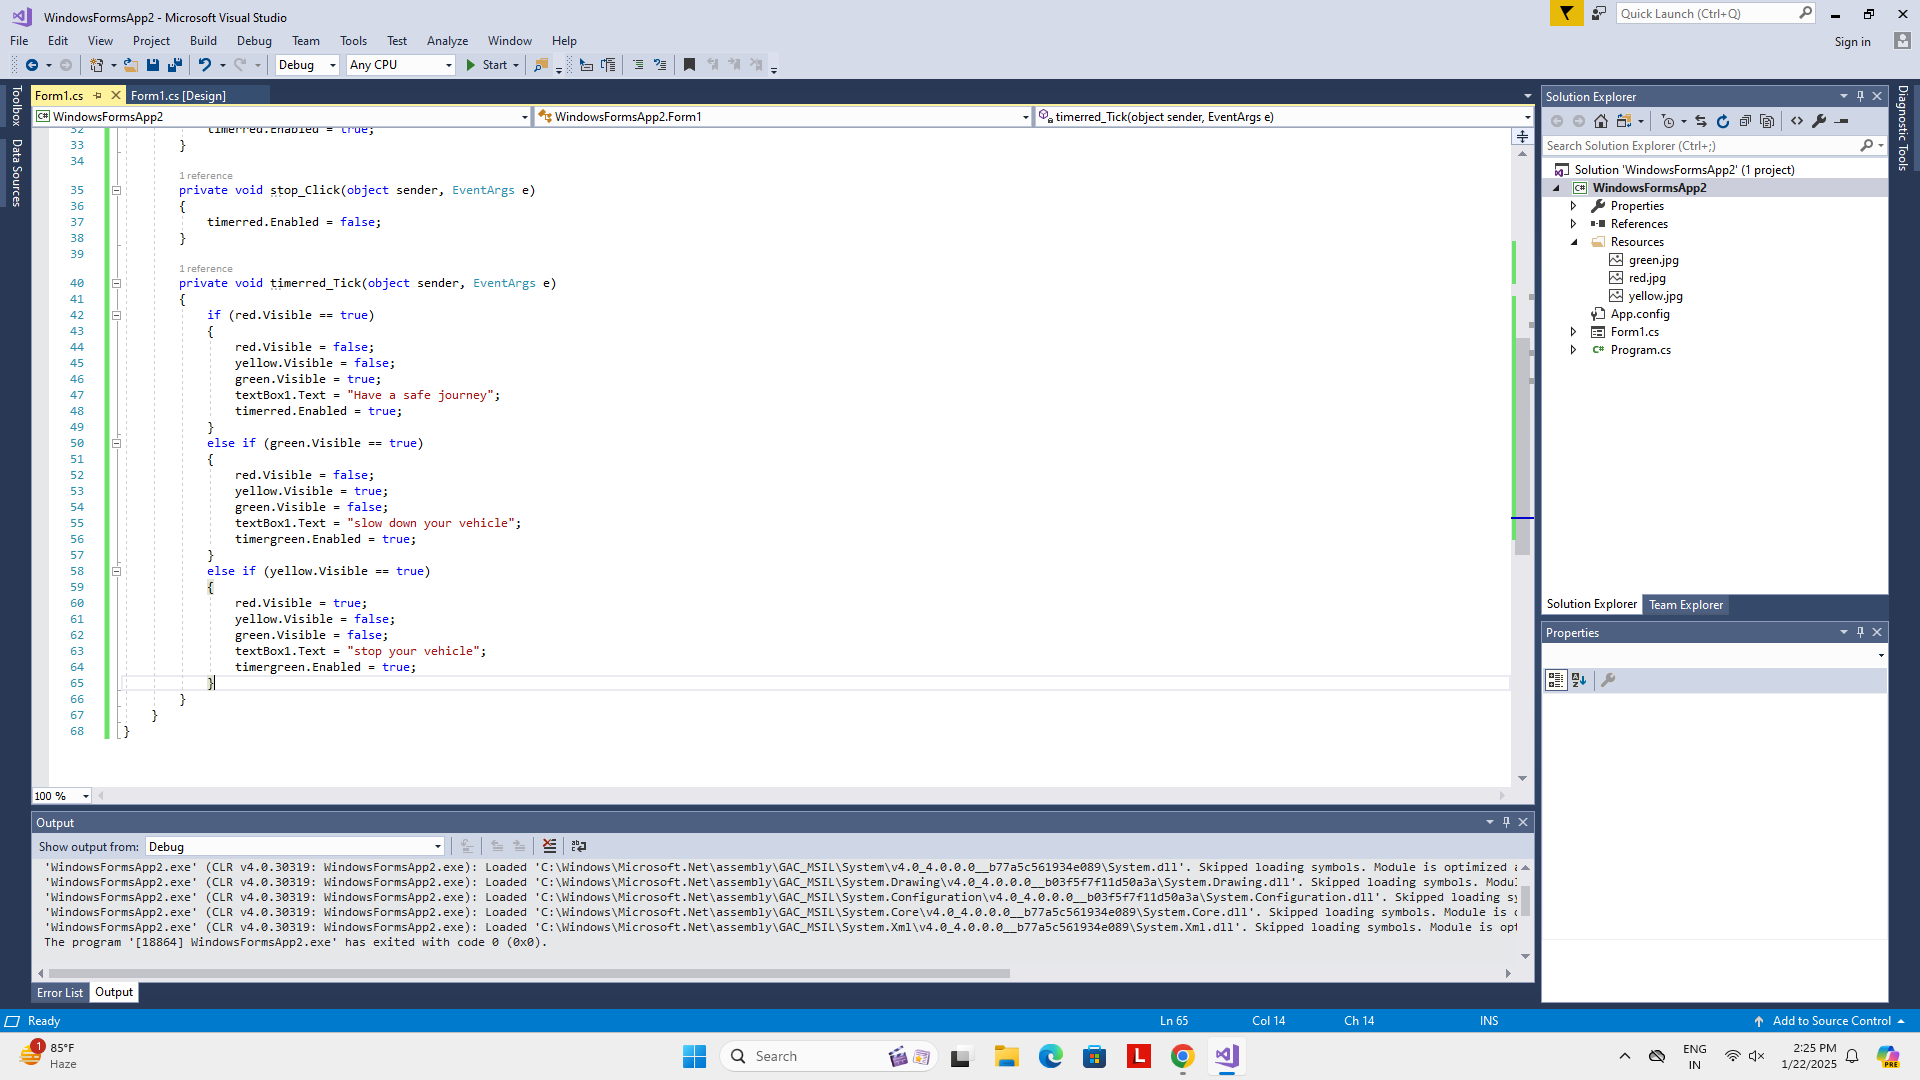 WindowsFormsApp2 - Microsoft Visual Studio
Quick Launch (Ctrl+Q)
File Edit View Project Build Debug Team Tools Test Analyze Window Help
Sign in
Debug Any CPU Start
Toolbox
Data Sources
Form1.cs Form1.cs [Design]
WindowsFormsApp2 WindowsFormsApp2.Form1 timerred_Tick(object sender, EventArgs e)
32 timerred.Enabled = true;
33 }
34
1 reference
35 private void stop_Click(object sender, EventArgs e)
36 {
37 timerred.Enabled = false;
38 }
39
1 reference
40 private void timerred_Tick(object sender, EventArgs e)
41 {
42 if (red.Visible == true)
43 {
44 red.Visible = false;
45 yellow.Visible = false;
46 green.Visible = true;
47 textBox1.Text = "Have a safe journey";
48 timerred.Enabled = true;
49 }
50 else if (green.Visible == true)
51 {
52 red.Visible = false;
53 yellow.Visible = true;
54 green.Visible = false;
55 textBox1.Text = "slow down your vehicle";
56 timergreen.Enabled = true;
57 }
58 else if (yellow.Visible == true)
59 {
60 red.Visible = true;
61 yellow.Visible = false;
62 green.Visible = false;
63 textBox1.Text = "stop your vehicle";
64 timergreen.Enabled = true;
65 }
66 }
67 }
68 }
100 %
Output
Show output from: Debug
'WindowsFormsApp2.exe' (CLR v4.0.30319: WindowsFormsApp2.exe): Loaded 'C:\Windows\Microsoft.Net\assembly\GAC_MSIL\System\v4.0_4.0.0.0__b77a5c561934e089\System.dll'. Skipped loading symbols. Module is optimized
'WindowsFormsApp2.exe' (CLR v4.0.30319: WindowsFormsApp2.exe): Loaded 'C:\Windows\Microsoft.Net\assembly\GAC_MSIL\System.Drawing\v4.0_4.0.0.0__b03f5f7f11d50a3a\System.Drawing.dll'. Skipped loading symbols.
'WindowsFormsApp2.exe' (CLR v4.0.30319: WindowsFormsApp2.exe): Loaded 'C:\Windows\Microsoft.Net\assembly\GAC_MSIL\System.Configuration\v4.0_4.0.0.0__b03f5f7f11d50a3a\System.Configuration.dll'. Skipped loading
'WindowsFormsApp2.exe' (CLR v4.0.30319: WindowsFormsApp2.exe): Loaded 'C:\Windows\Microsoft.Net\assembly\GAC_MSIL\System.Core\v4.0_4.0.0.0__b77a5c561934e089\System.Core.dll'. Skipped loading symbols. Module is
'WindowsFormsApp2.exe' (CLR v4.0.30319: WindowsFormsApp2.exe): Loaded 'C:\Windows\Microsoft.Net\assembly\GAC_MSIL\System.Xml\v4.0_4.0.0.0__b77a5c561934e089\System.Xml.dll'. Skipped loading symbols. Module is
The program '[18864] WindowsFormsApp2.exe' has exited with code 0 (0x0).
Error List Output
Solution Explorer
Search Solution Explorer (Ctrl+;)
Solution 'WindowsFormsApp2' (1 project)
C# WindowsFormsApp2
Properties
References
Resources
green.jpg
red.jpg
yellow.jpg
App.config
Form1.cs
C# Program.cs
Solution Explorer Team Explorer
Properties
Diagnostic Tools
Ready Ln 65 Col 14 Ch 14 INS Add to Source Control
1 85°F
Haze
Search
L
PRE
ENG
IN
2:25 PM
1/22/2025